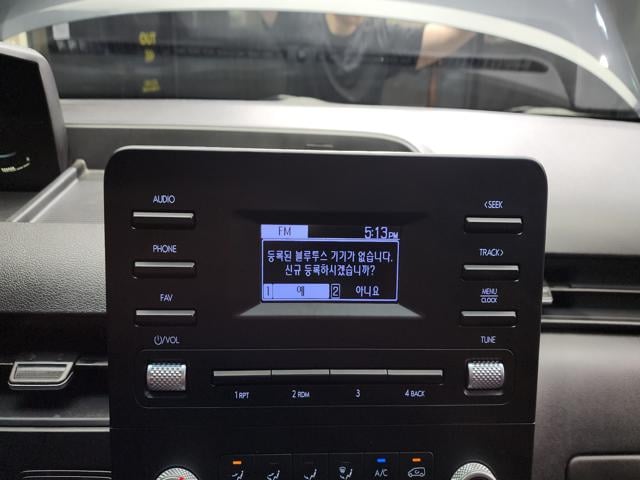 OUT
AUDIO
<SEEK
FM 5:13PM
PHONE
등록된 블루투스 기기가 없습니다.
신규 등록하시겠습니까?
TRACK>
1 예 2 아니요
FAV
MENU
CLOCK
/VOL
TUNE
1 RPT 2 RDM 3 4 BACK
A/C